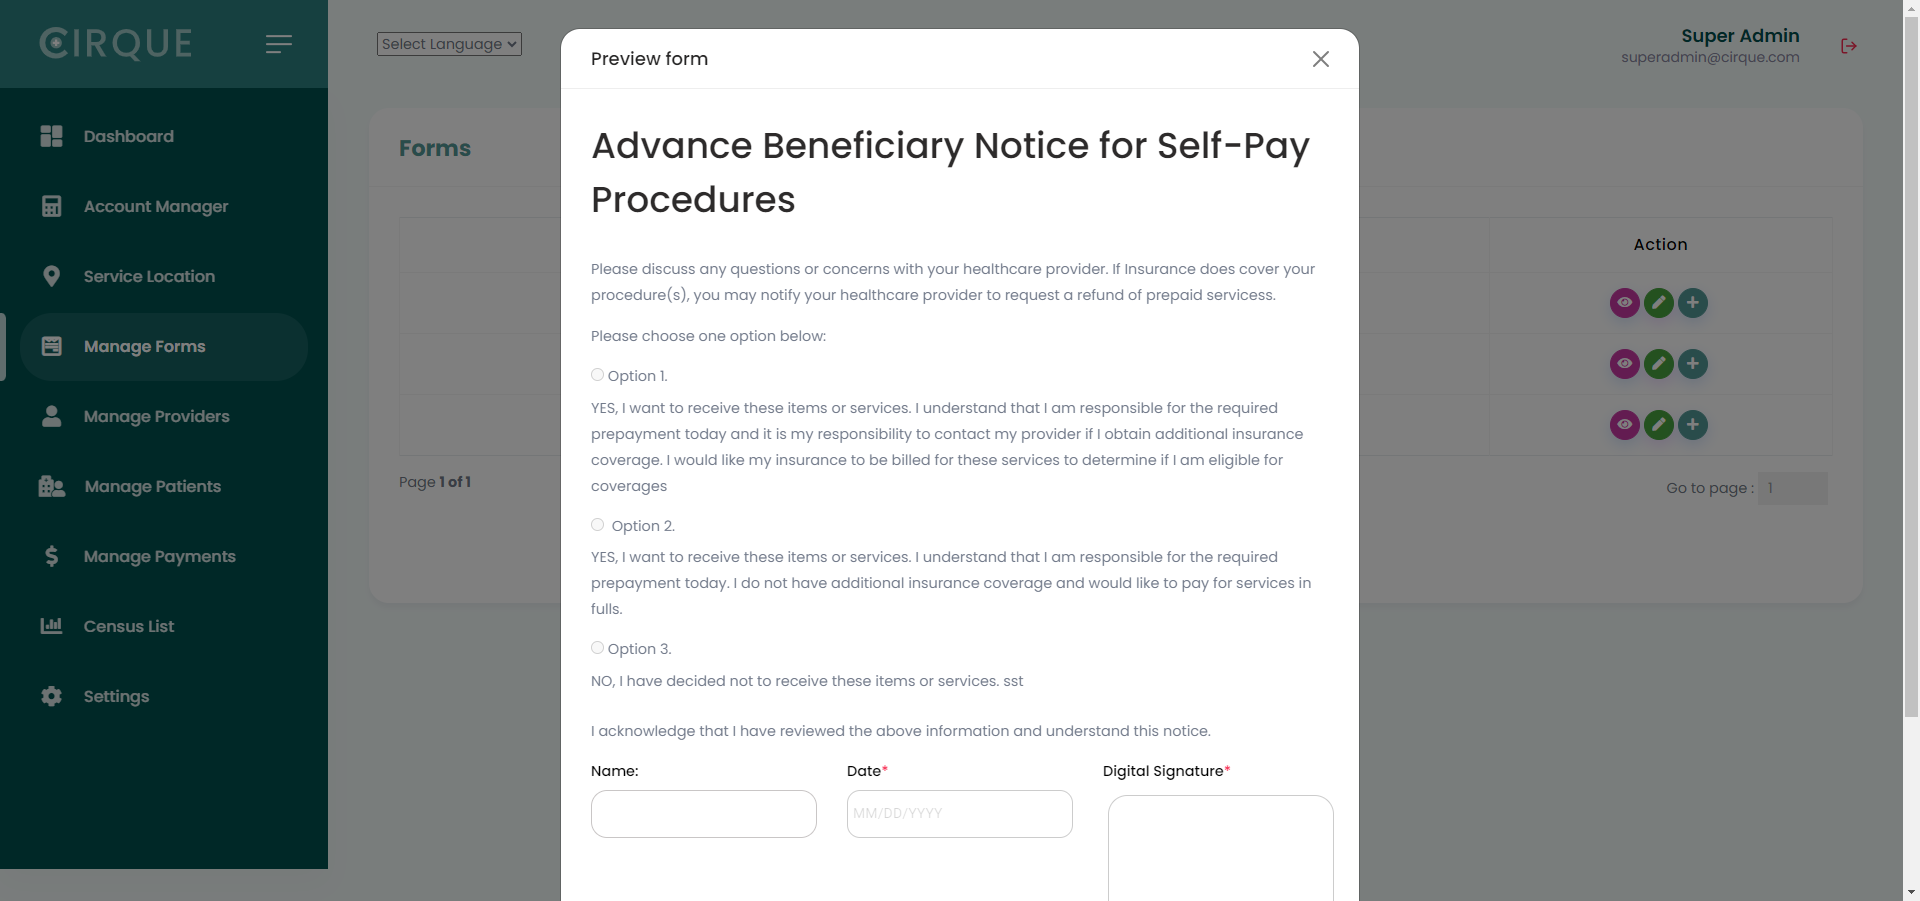 CIRQUE
Select Language
Super Admin
superadmin@cirque.com
Dashboard
Account Manager
Service Location
Manage Forms
Manage Providers
Manage Patients
Manage Payments
Census List
Settings
Forms
Action
Page 1 of 1
Go to page : 1
Preview form
Advance Beneficiary Notice for Self-Pay
Procedures
Please discuss any questions or concerns with your healthcare provider. If Insurance does cover your
procedure(s), you may notify your healthcare provider to request a refund of prepaid servicess.
Please choose one option below:
Option 1.
YES, I want to receive these items or services. I understand that I am responsible for the required
prepayment today and it is my responsibility to contact my provider if I obtain additional insurance
coverage. I would like my insurance to be billed for these services to determine if I am eligible for
coverages
Option 2.
YES, I want to receive these items or services. I understand that I am responsible for the required
prepayment today. I do not have additional insurance coverage and would like to pay for services in
fulls.
Option 3.
NO, I have decided not to receive these items or services. sst
I acknowledge that I have reviewed the above information and understand this notice.
Name:
Date*
Digital Signature*
MM/DD/YYYY